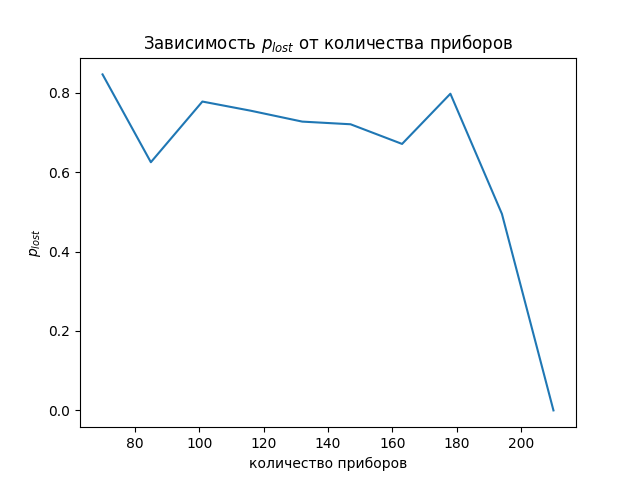 Зависимость p_lost от количества приборов
0.8
0.6
0.4
0.2
0.0
p_lost
80 100 120 140 160 180 200
количество приборов